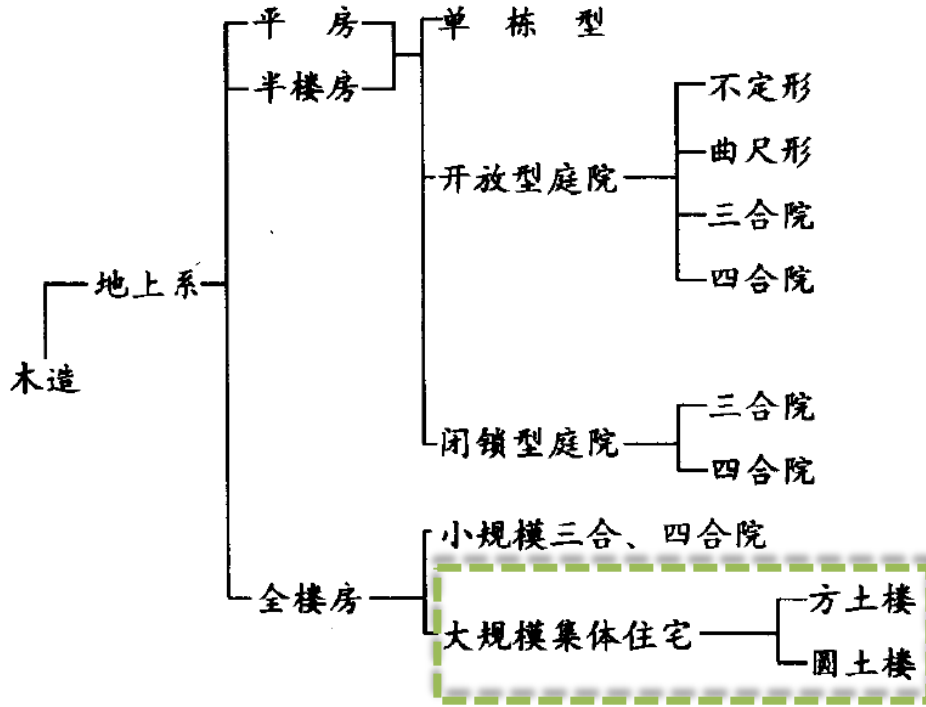 平房
单栋型
半楼房
不定形
曲尺形
开放型庭院
三合院
四合院
地上系
木造
三合院
闭锁型庭院
四合院
小规模三合、四合院
全楼房
方土楼
大规模集体住宅
圆土楼